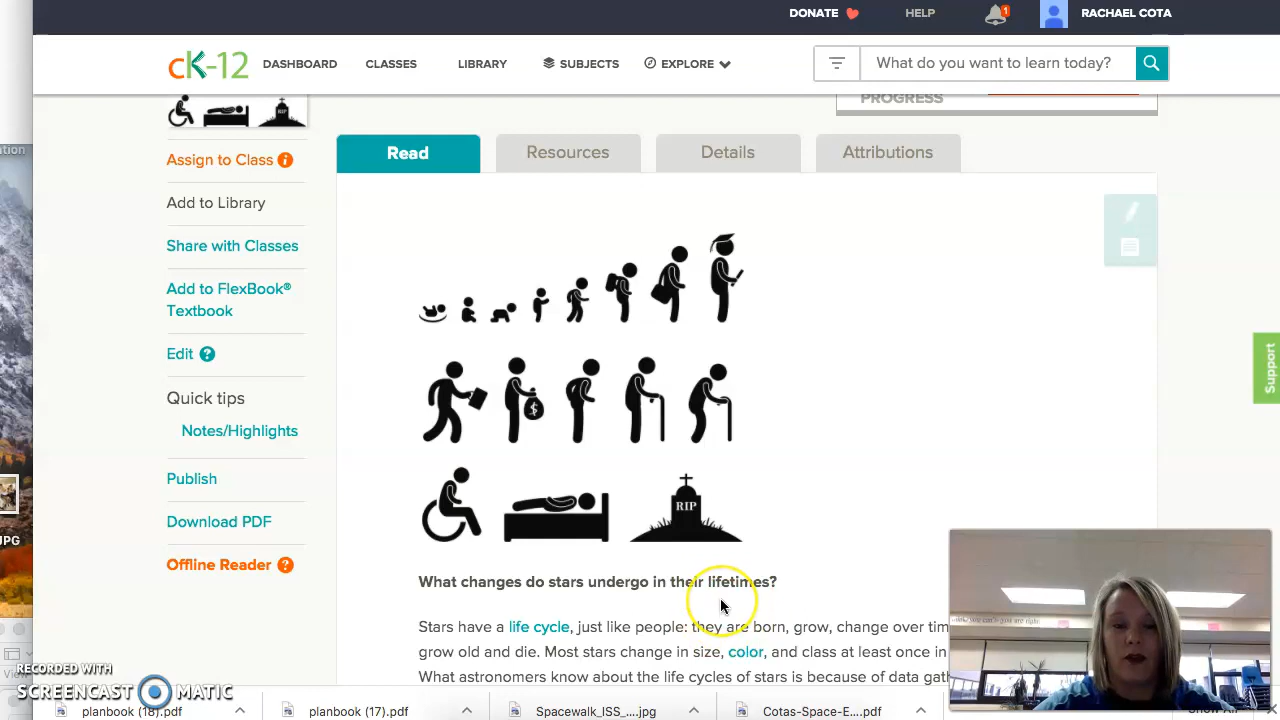 DONATE HELP 1 RACHAEL COTA
cK-12 DASHBOARD CLASSES LIBRARY SUBJECTS EXPLORE What do you want to learn today?
PROGRESS
RIP
Read Resources Details Attributions
Assign to Class i
Add to Library
Share with Classes
Add to FlexBook®
Textbook
Edit ?
Quick tips
Notes/Highlights
Publish
Download PDF
Offline Reader ?
RIP
Support
What changes do stars undergo in their lifetimes?
Stars have a life cycle, just like people: they are born, grow, change over tim
grow old and die. Most stars change in size, color, and class at least once in
What astronomers know about the life cycles of stars is because of data gath
JPG
RECORDED WITH
SCREENCAST MATIC
planbook (18).pdf planbook (17).pdf Spacewalk_ISS_....jpg Cotas-Space-E....pdf